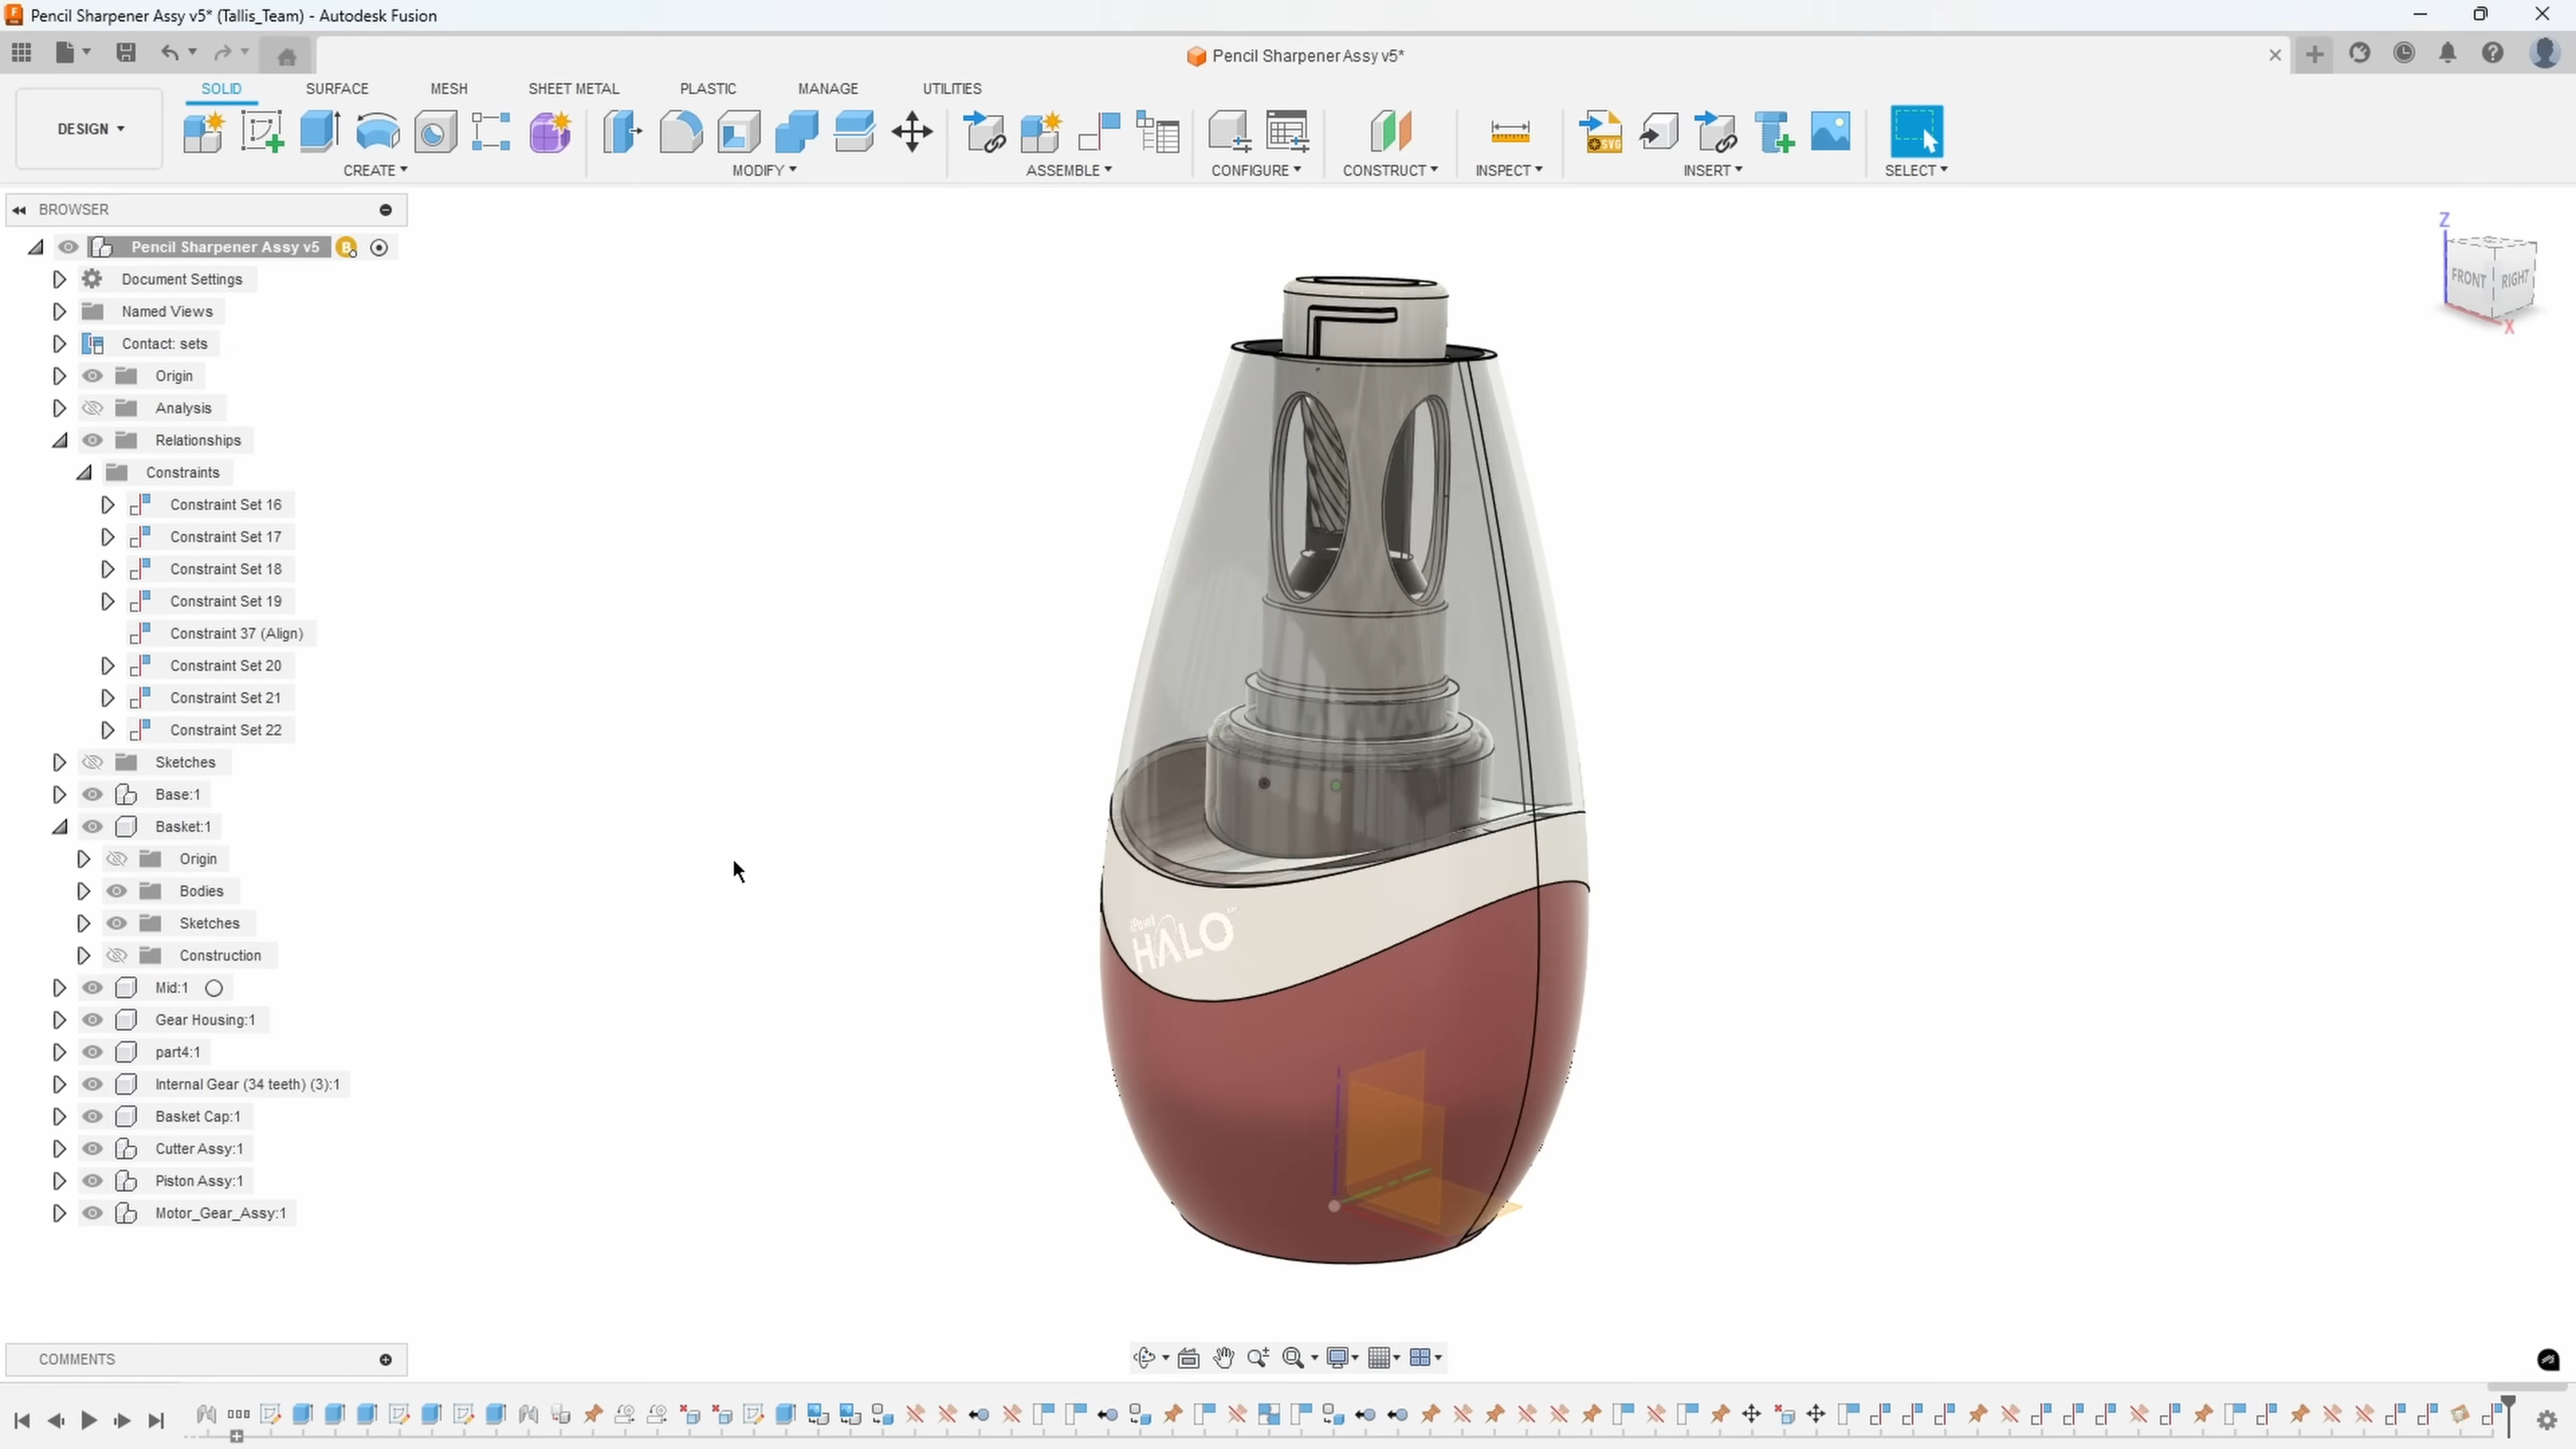 Pencil Sharpener Assy v5* (Tallis_Team) - Autodesk Fusion
Pencil Sharpener Assy v5*
SOLID SURFACE MESH SHEET METAL PLASTIC MANAGE UTILITIES
DESIGN
SVG
CREATE MODIFY ASSEMBLE CONFIGURE CONSTRUCT INSPECT INSERT SELECT
BROWSER
Pencil Sharpener Assy v5 B
Document Settings
Named Views
Contact: sets
Origin
Analysis
Relationships
Constraints
Constraint Set 16
Constraint Set 17
Constraint Set 18
Constraint Set 19
Constraint 37 (Align)
Constraint Set 20
Constraint Set 21
Constraint Set 22
Sketches
Base:1
Basket:1
Origin
Bodies
Sketches
Construction
Mid:1
Gear Housing:1
part4:1
Internal Gear (34 teeth) (3):1
Basket Cap:1
Cutter Assy:1
Piston Assy:1
Motor_Gear_Assy:1
Z
FRONT RIGHT
X
HALO
COMMENTS